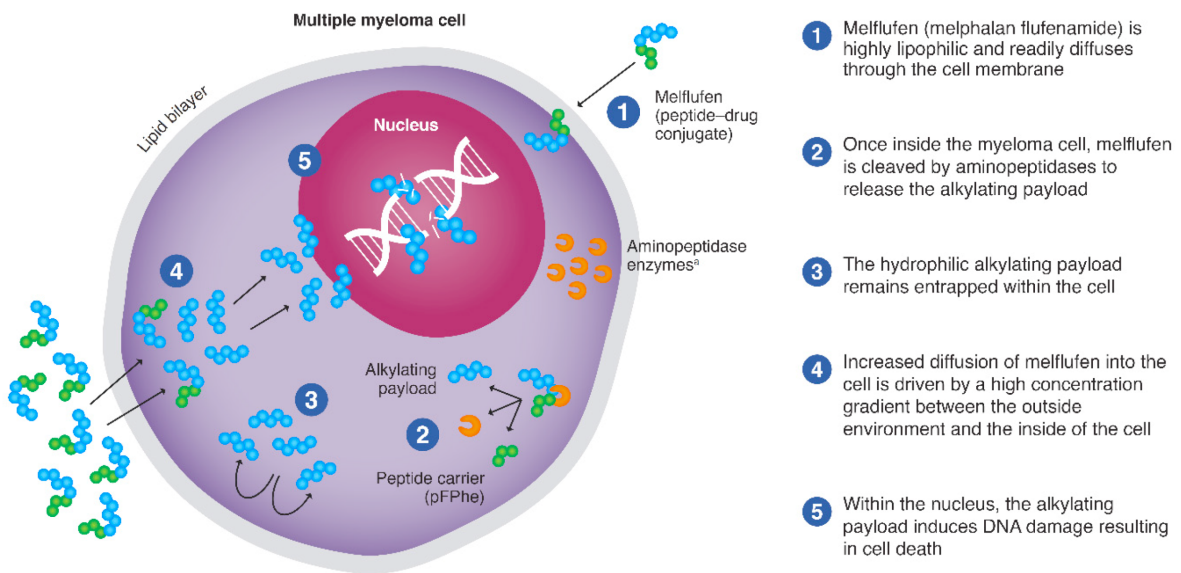 Multiple myeloma cell
Lipid bilayer
Nucleus
1
Melflufen
(peptide–drug
conjugate)
5
Aminopeptidase
enzymesª
4
Alkylating
payload
3
2
Peptide carrier
(pFPhe)
1
Melflufen (melphalan flufenamide) is
highly lipophilic and readily diffuses
through the cell membrane
2
Once inside the myeloma cell, melflufen
is cleaved by aminopeptidases to
release the alkylating payload
3
The hydrophilic alkylating payload
remains entrapped within the cell
4
Increased diffusion of melflufen into the
cell is driven by a high concentration
gradient between the outside
environment and the inside of the cell
5
Within the nucleus, the alkylating
payload induces DNA damage resulting
in cell death